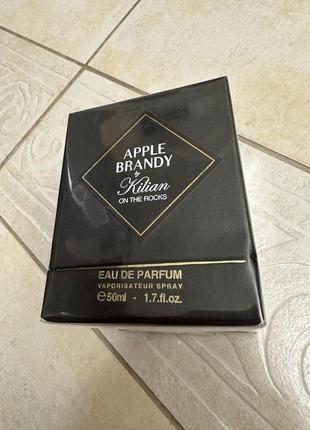 APPLE
BRANDY
by
Kilian
ON THE ROCKS
EAU DE PARFUM
VAPORISATEUR SPRAY
℮50ml - 1.7fl.oz.